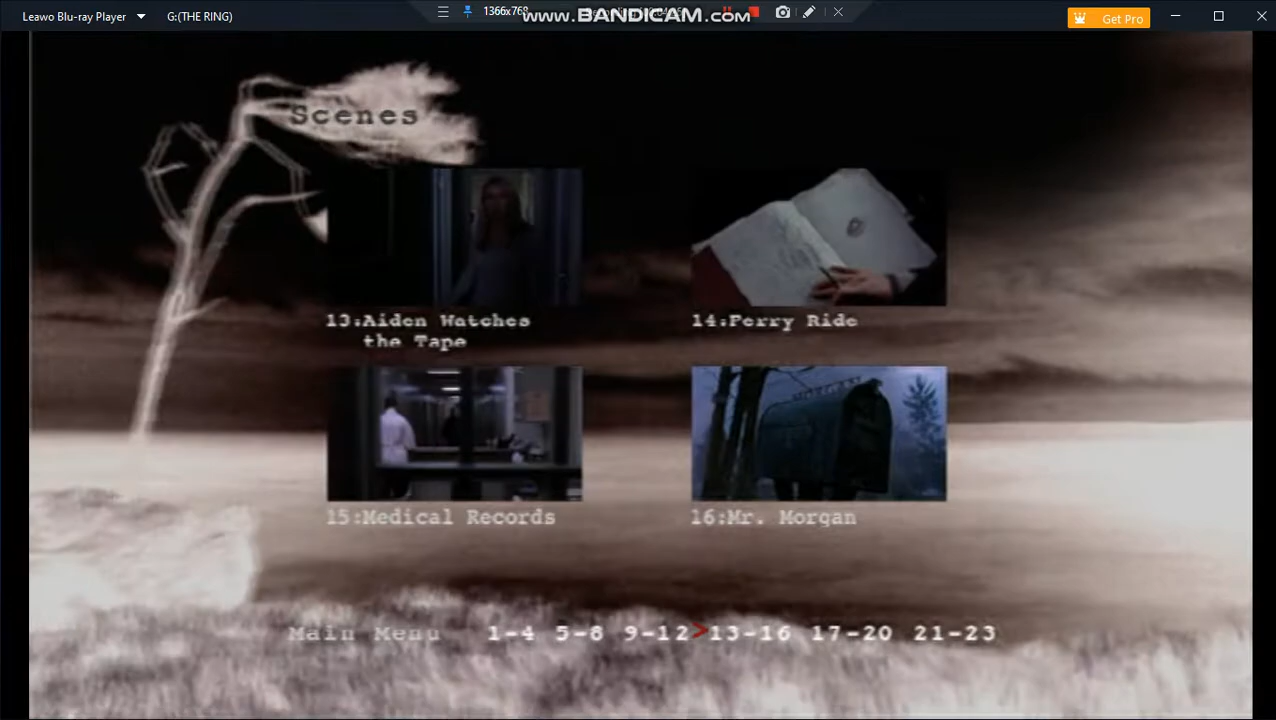 Leawo Blu-ray Player G:(THE RING) 1366x768 www.BANDICAM.com Get Pro
Scenes
13:Aiden Watches
the Tape
14:Ferry Ride
15:Medical Records
16:Mr. Morgan
Main Menu 1-4 5-8 9-12>13-16 17-20 21-23